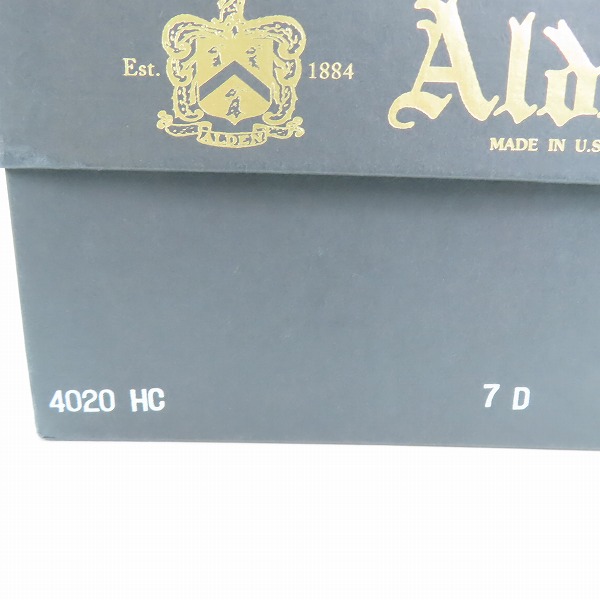 Est. 1884
ALDEN
Ald
MADE IN U.S
4020 HC 7 D